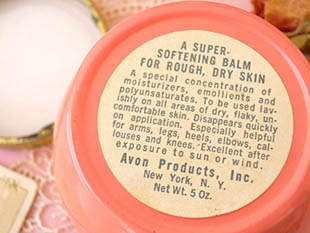 A SUPER-
SOFTENING BALM
FOR ROUGH, DRY SKIN
A special concentration of
moisturizers, emollients and
polyunsaturates. To be used lav-
ishly on all areas of dry, flaky, un-
comfortable skin. Disappears quickly
on application. Especially helpful
for arms, legs, heels, elbows, cal-
louses and knees. Excellent after
exposure to sun or wind.
Avon Products, Inc.
New York, N. Y.
Net Wt. 5 Oz.